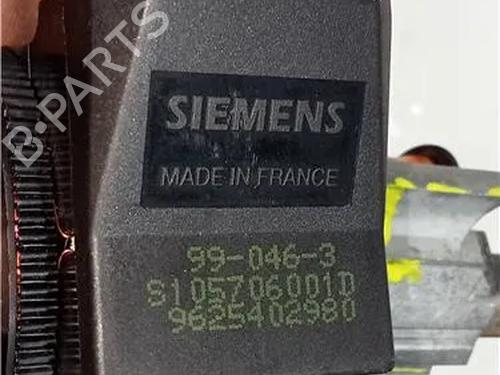 B-PARTS
SIEMENS
MADE IN FRANCE
99-046-3
S105706001D
9625402980